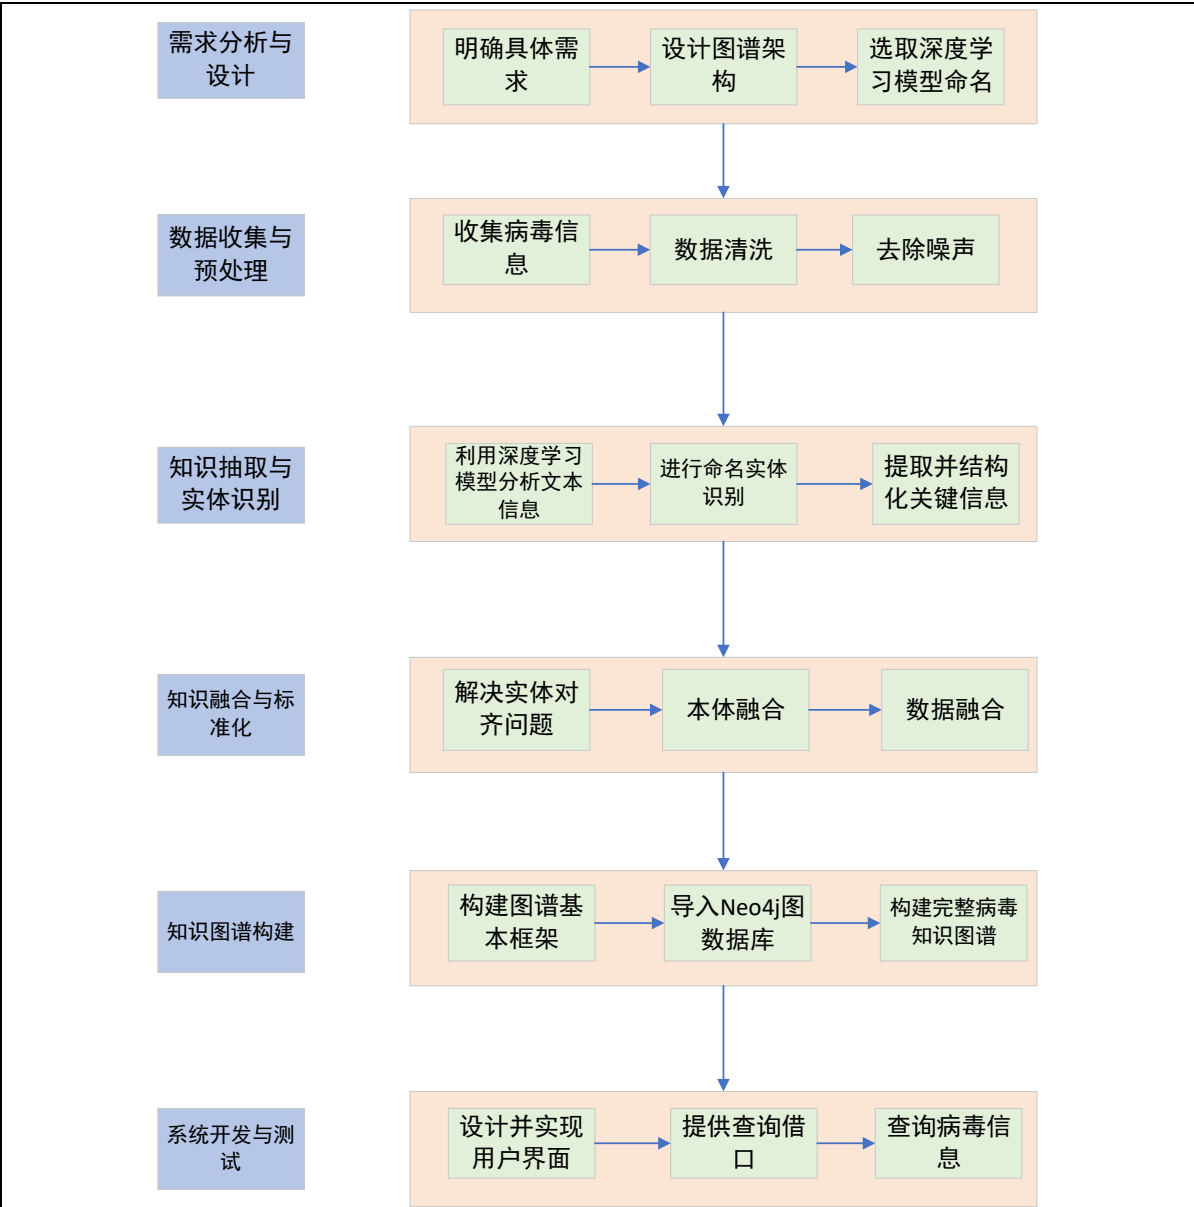 需求分析与
设计
明确具体需
求
设计图谱架
构
选取深度学
习模型命名
数据收集与
预处理
收集病毒信
息
数据清洗
去除噪声
知识抽取与
实体识别
利用深度学习
模型分析文本
信息
进行命名实体
识别
提取并结构
化关键信息
知识融合与标
准化
解决实体对
齐问题
本体融合
数据融合
知识图谱构建
构建图谱基
本框架
导入Neo4j图
数据库
构建完整病毒
知识图谱
系统开发与测
试
设计并实现
用户界面
提供查询借
口
查询病毒信
息